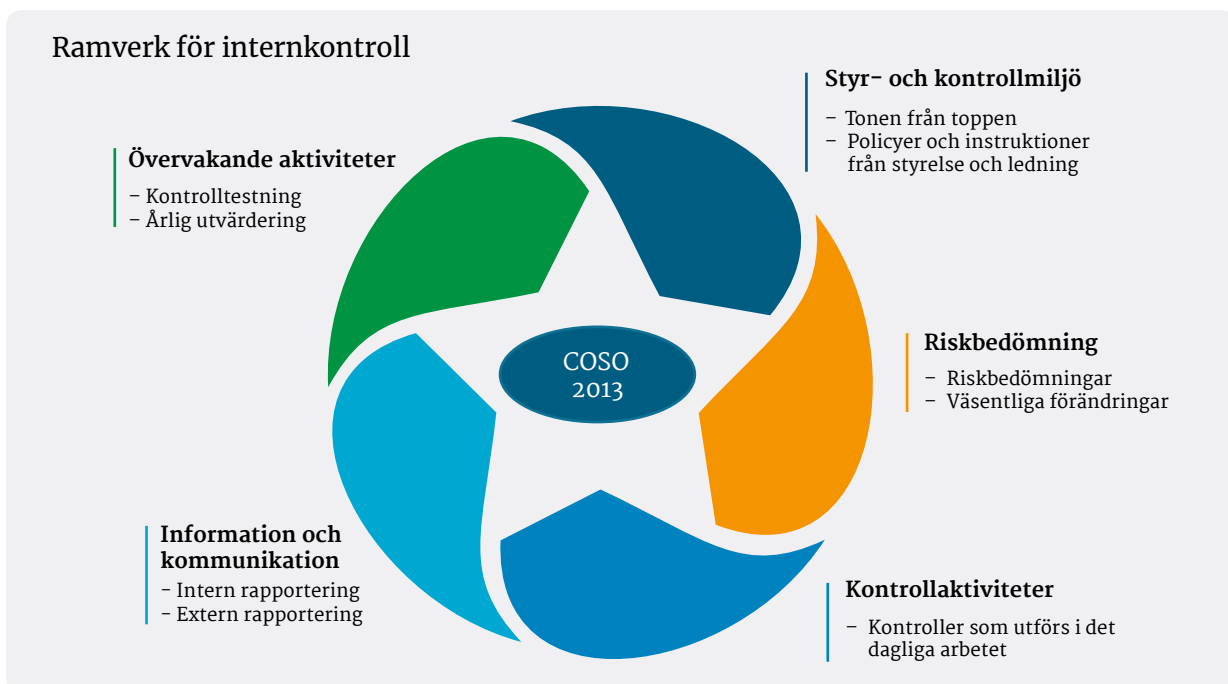 Ramverk för internkontroll
Styr- och kontrollmiljö
– Tonen från toppen
– Policyer och instruktioner
från styrelse och ledning
Övervakande aktiviteter
– Kontrolltestning
– Årlig utvärdering
COSO
2013
Riskbedömning
– Riskbedömningar
– Väsentliga förändringar
Information och
kommunikation
– Intern rapportering
– Extern rapportering
Kontrollaktiviteter
– Kontroller som utförs i det
dagliga arbetet